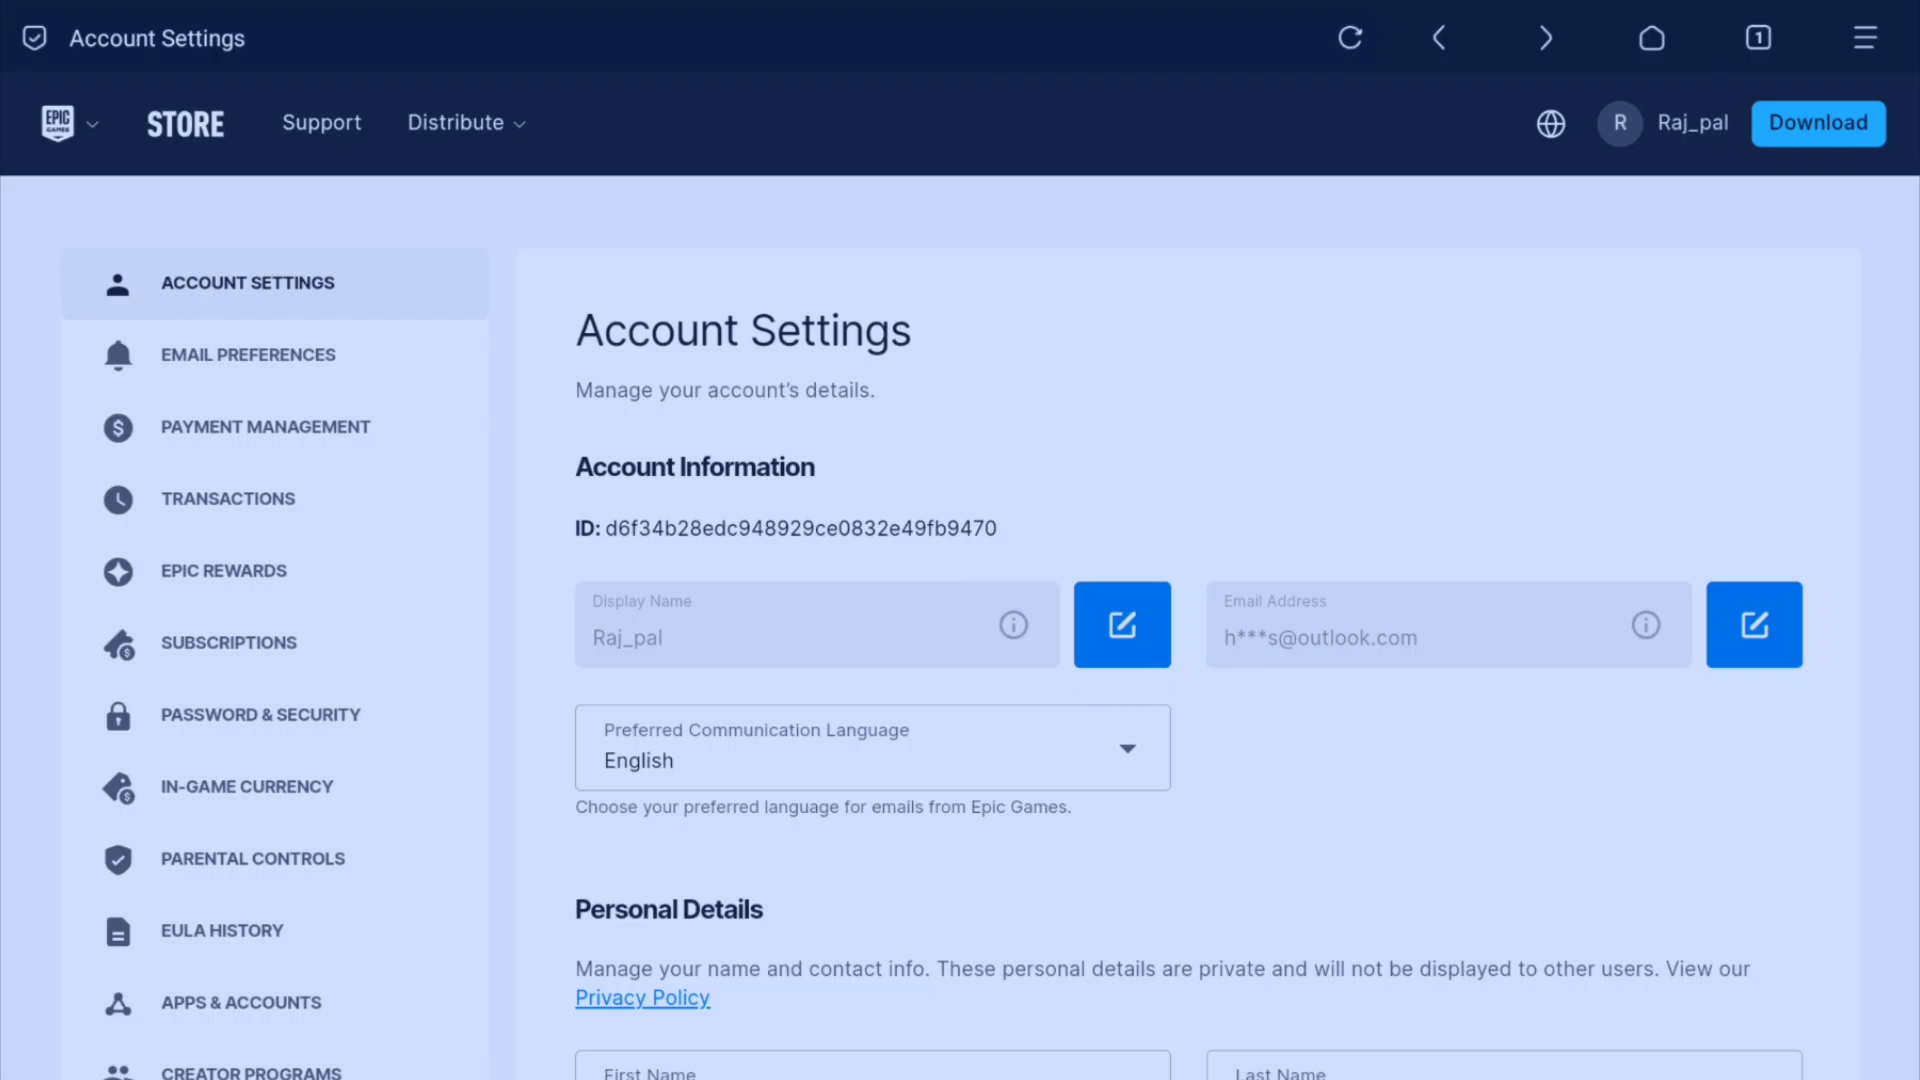 Account Settings
1
EPIC
GAMES
STORE
Support
Distribute
R
Raj_pal
Download
ACCOUNT SETTINGS
EMAIL PREFERENCES
PAYMENT MANAGEMENT
TRANSACTIONS
EPIC REWARDS
SUBSCRIPTIONS
PASSWORD & SECURITY
IN-GAME CURRENCY
PARENTAL CONTROLS
EULA HISTORY
APPS & ACCOUNTS
CREATOR PROGRAMS
Account Settings
Manage your account's details.
Account Information
ID: d6f34b28edc948929ce0832e49fb9470
Display Name
Raj_pal
Email Address
h***s@outlook.com
Preferred Communication Language
English
Choose your preferred language for emails from Epic Games.
Personal Details
Manage your name and contact info. These personal details are private and will not be displayed to other users. View our
Privacy Policy
First Name
Last Name